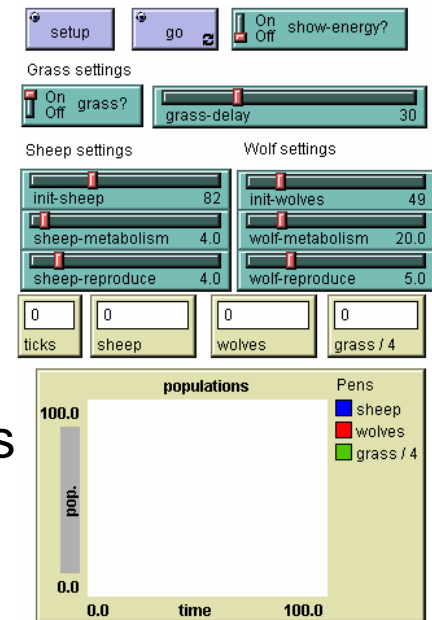 setup go On Off show-energy?
Grass settings
On Off grass? grass-delay 30
Sheep settings Wolf settings
init-sheep 82 init-wolves 49
sheep-metabolism 4.0 wolf-metabolism 20.0
sheep-reproduce 4.0 wolf-reproduce 5.0
0 0 0 0
ticks sheep wolves grass / 4
populations Pens
100.0 sheep
wolves
s grass / 4
pop.
0.0
0.0 time 100.0